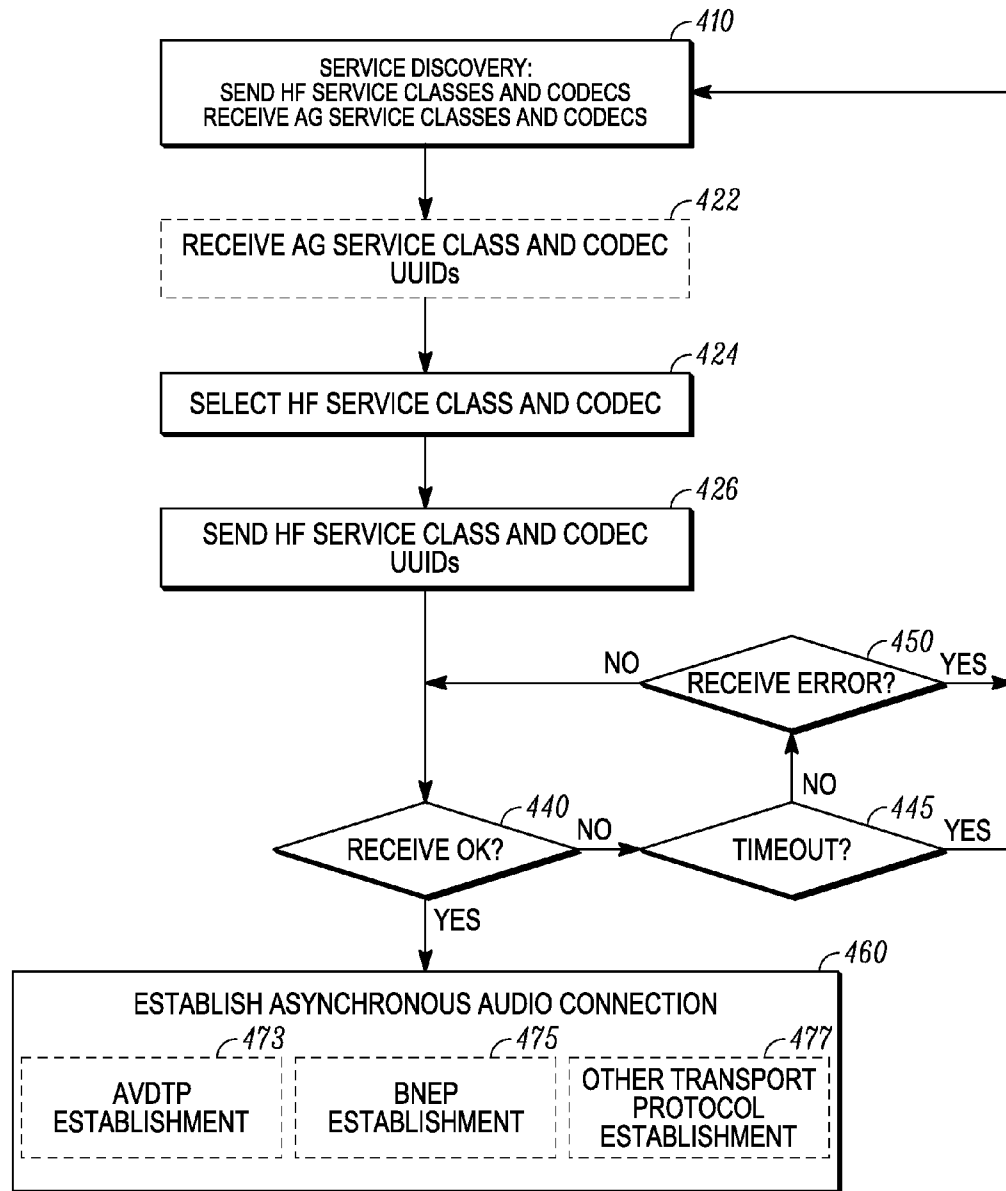 410
SERVICE DISCOVERY:
SEND HF SERVICE CLASSES AND CODECS
RECEIVE AG SERVICE CLASSES AND CODECS
422
RECEIVE AG SERVICE CLASS AND CODEC
UUIDs
424
SELECT HF SERVICE CLASS AND CODEC
426
SEND HF SERVICE CLASS AND CODEC
UUIDs
450
NO
RECEIVE ERROR?
YES
NO
440
RECEIVE OK?
NO
445
TIMEOUT?
YES
YES
460
ESTABLISH ASYNCHRONOUS AUDIO CONNECTION
473
AVDTP
ESTABLISHMENT
475
BNEP
ESTABLISHMENT
477
OTHER TRANSPORT
PROTOCOL
ESTABLISHMENT